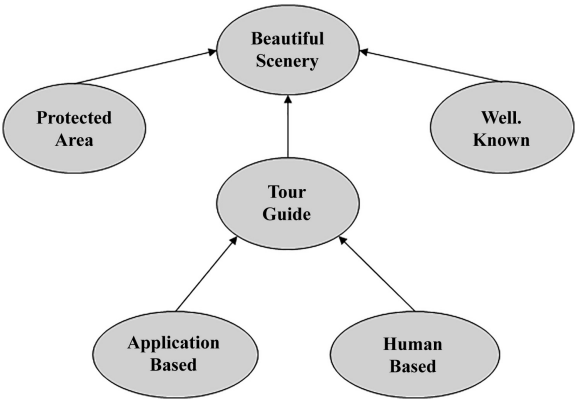 Beautiful
Scenery
Protected
Area
Well.
Known
Tour
Guide
Application
Based
Human
Based